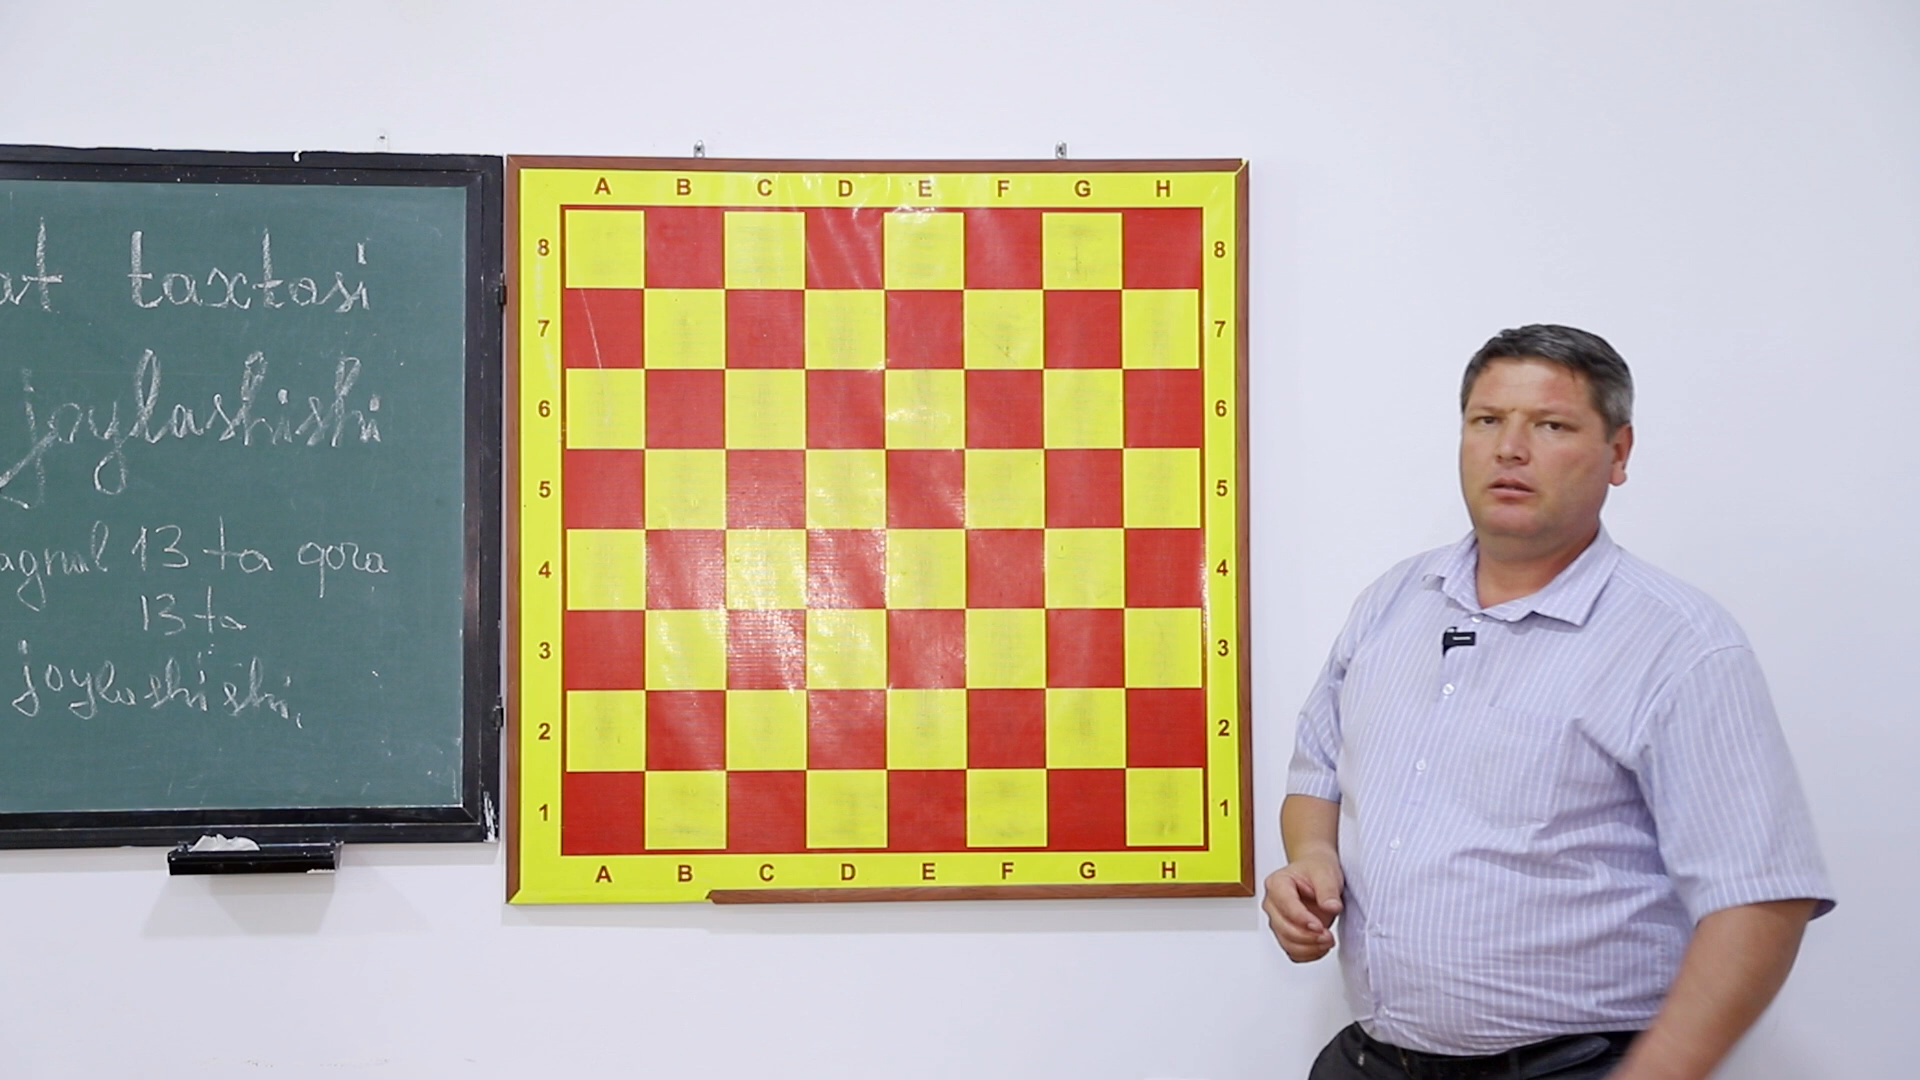 at taxtasi
joylashishi
agnal 13 ta qora
13 ta
joylashishi.
A B C D E F G H
8 8
7 7
6 6
5 5
4 4
3 3
2 2
1 1
A B C D E F G H